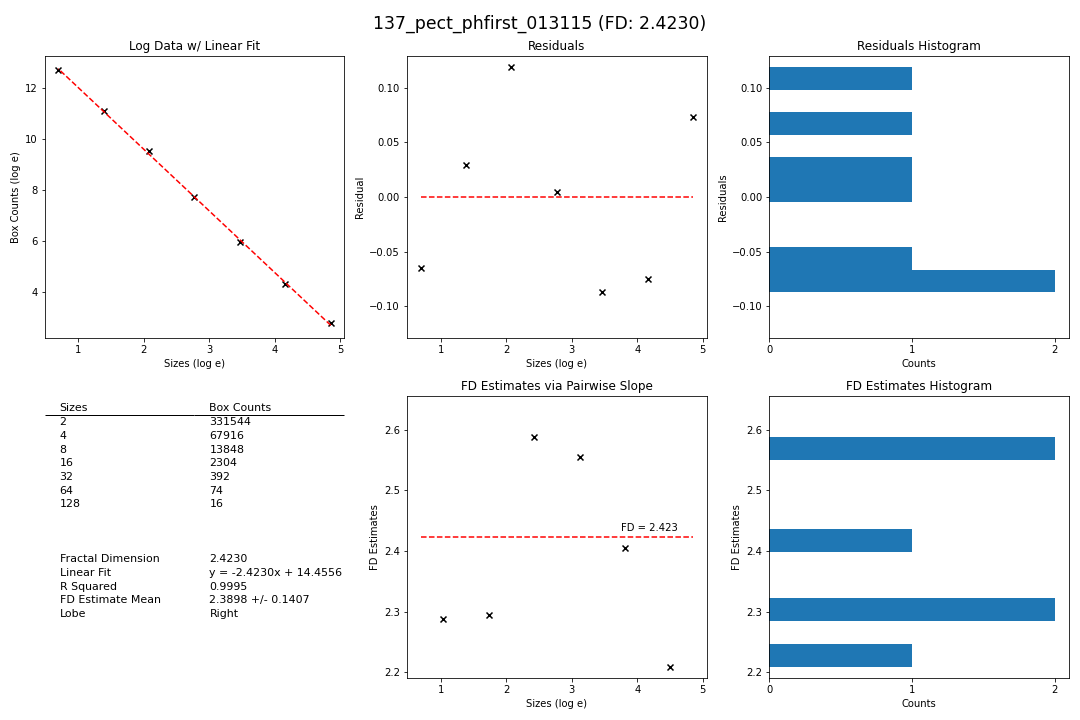 137_pect_phfirst_013115 (FD: 2.4230)
Log Data w/ Linear Fit
Box Counts (log e)
12
10
8
6
4
1 2 3 4 5
Sizes (log e)
Residuals
Residual
0.10
0.05
0.00
−0.05
−0.10
1 2 3 4 5
Sizes (log e)
Residuals Histogram
Residuals
0.10
0.05
0.00
−0.05
−0.10
0 1 2
Counts
Sizes Box Counts
2 331544
4 67916
8 13848
16 2304
32 392
64 74
128 16
Fractal Dimension 2.4230
Linear Fit y = -2.4230x + 14.4556
R Squared 0.9995
FD Estimate Mean 2.3898 +/- 0.1407
Lobe Right
FD Estimates via Pairwise Slope
FD Estimates
2.6
2.5
2.4
2.3
2.2
FD = 2.423
1 2 3 4 5
Sizes (log e)
FD Estimates Histogram
FD Estimates
2.6
2.5
2.4
2.3
2.2
0 1 2
Counts